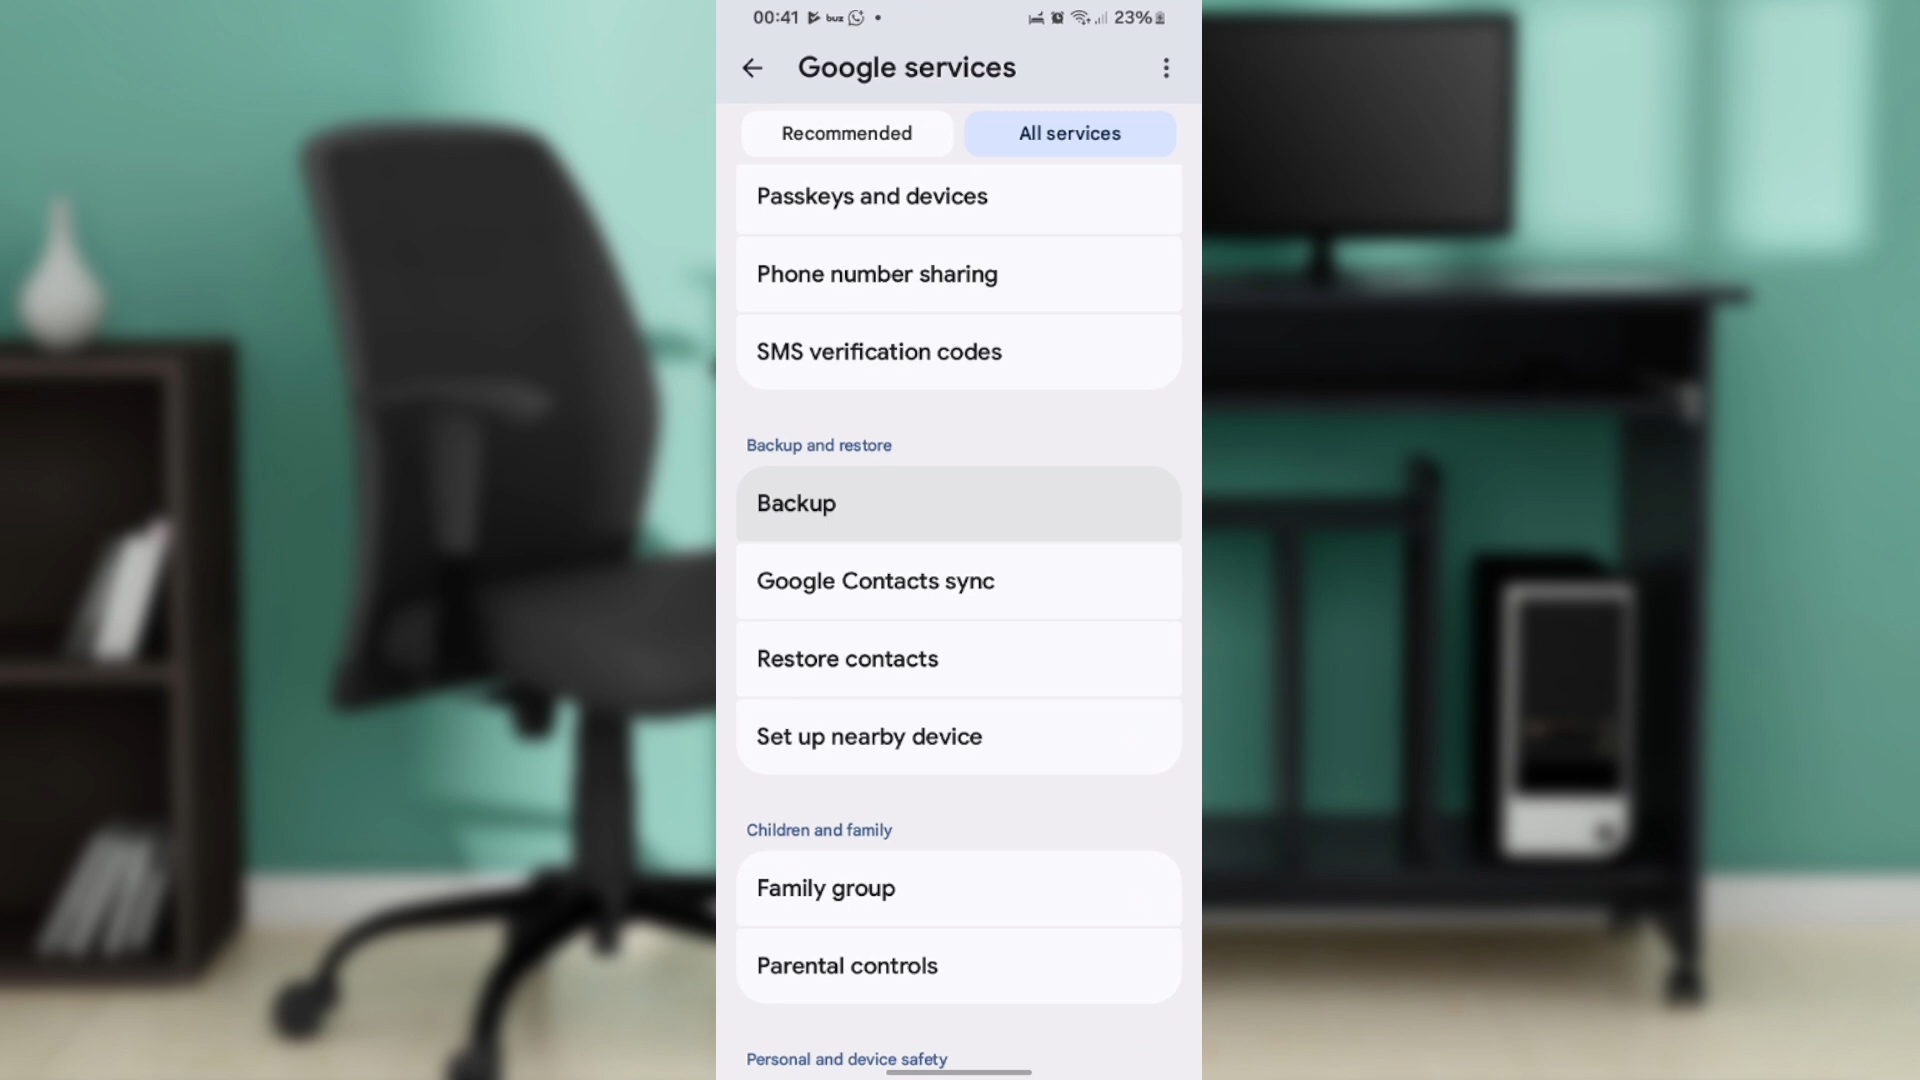 00:41 buz 23%
Google services
Recommended
All services
Passkeys and devices
Phone number sharing
SMS verification codes
Backup and restore
Backup
Google Contacts sync
Restore contacts
Set up nearby device
Children and family
Family group
Parental controls
Personal and device safety